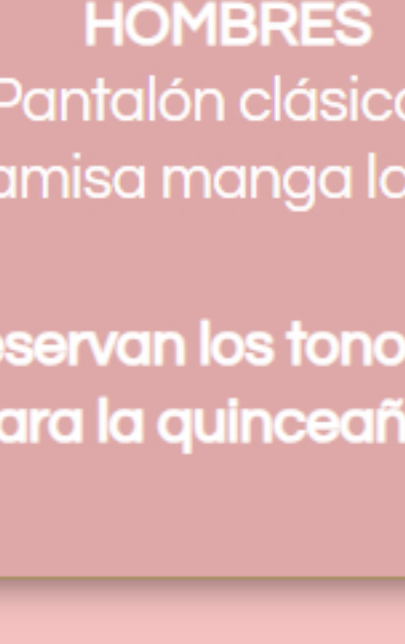 HOMBRES
Pantalón clásico
amisa manga lo
eservan los tono
ara la quinceañ